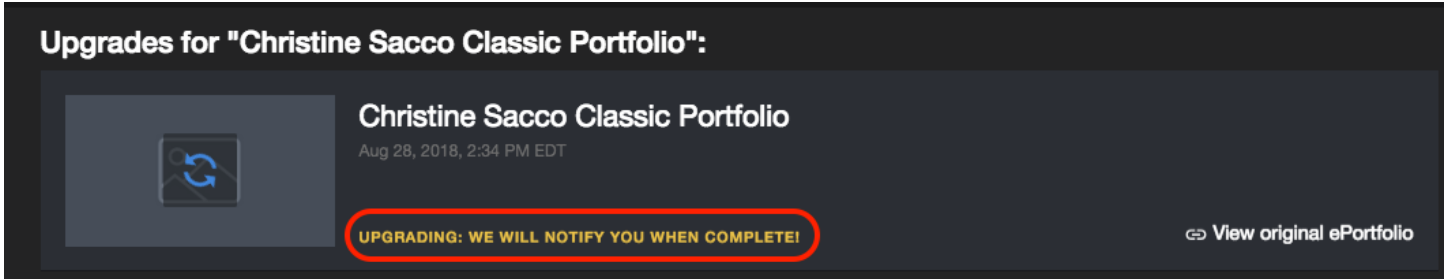 Upgrades for "Christine Sacco Classic Portfolio":
Christine Sacco Classic Portfolio
Aug 28, 2018, 2:34 PM EDT
UPGRADING: WE WILL NOTIFY YOU WHEN COMPLETE!
View original ePortfolio